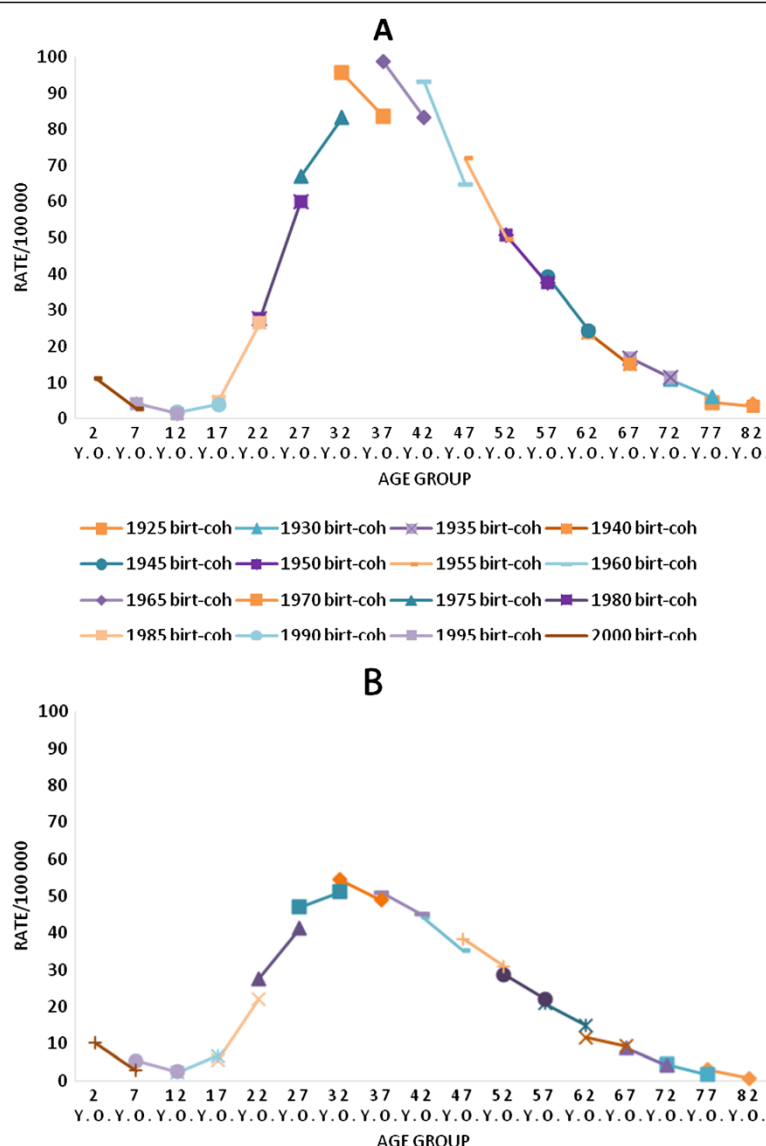 A
100
90
80
70
60
50
40
30
20
10
0
RATE/100 000
2 7 12 17 22 27 32 37 42 47 52 57 62 67 72 77 82
Y.O. Y.O. Y.O. Y.O. Y.O. Y.O. Y.O. Y.O. Y.O. Y.O. Y.O. Y.O. Y.O. Y.O. Y.O. Y.O. Y.O.
AGE GROUP
1925 birt-coh 1930 birt-coh 1935 birt-coh 1940 birt-coh
1945 birt-coh 1950 birt-coh 1955 birt-coh 1960 birt-coh
1965 birt-coh 1970 birt-coh 1975 birt-coh 1980 birt-coh
1985 birt-coh 1990 birt-coh 1995 birt-coh 2000 birt-coh
B
100
90
80
70
60
50
40
30
20
10
0
RATE/100 000
2 7 12 17 22 27 32 37 42 47 52 57 62 67 72 77 82
Y.O. Y.O. Y.O. Y.O. Y.O. Y.O. Y.O. Y.O. Y.O. Y.O. Y.O. Y.O. Y.O. Y.O. Y.O. Y.O. Y.O.
AGE GROUP